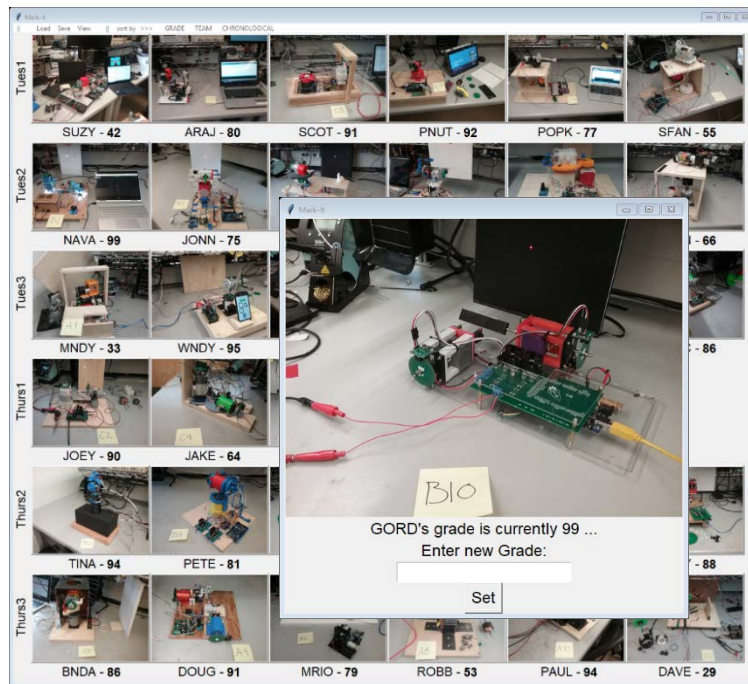 Mark-It
Load Save View || sort by >>> GRADE TEAM CHRONOLOGICAL
Tues1
SUZY - 42 ARAJ - 80 SCOT - 91 PNUT - 92 POPK - 77 SFAN - 55
Tues2
NAVA - 99 JONN - 75 - 66
Tues3
MNDY - 33 WNDY - 95 - 86
Thurs1
JOEY - 90 JAKE - 64
Thurs2
TINA - 94 PETE - 81 - 88
Thurs3
BNDA - 86 DOUG - 91 MRIO - 79 ROBB - 53 PAUL - 94 DAVE - 29
Mark-It
B10
GORD's grade is currently 99 ...
Enter new Grade:
Set